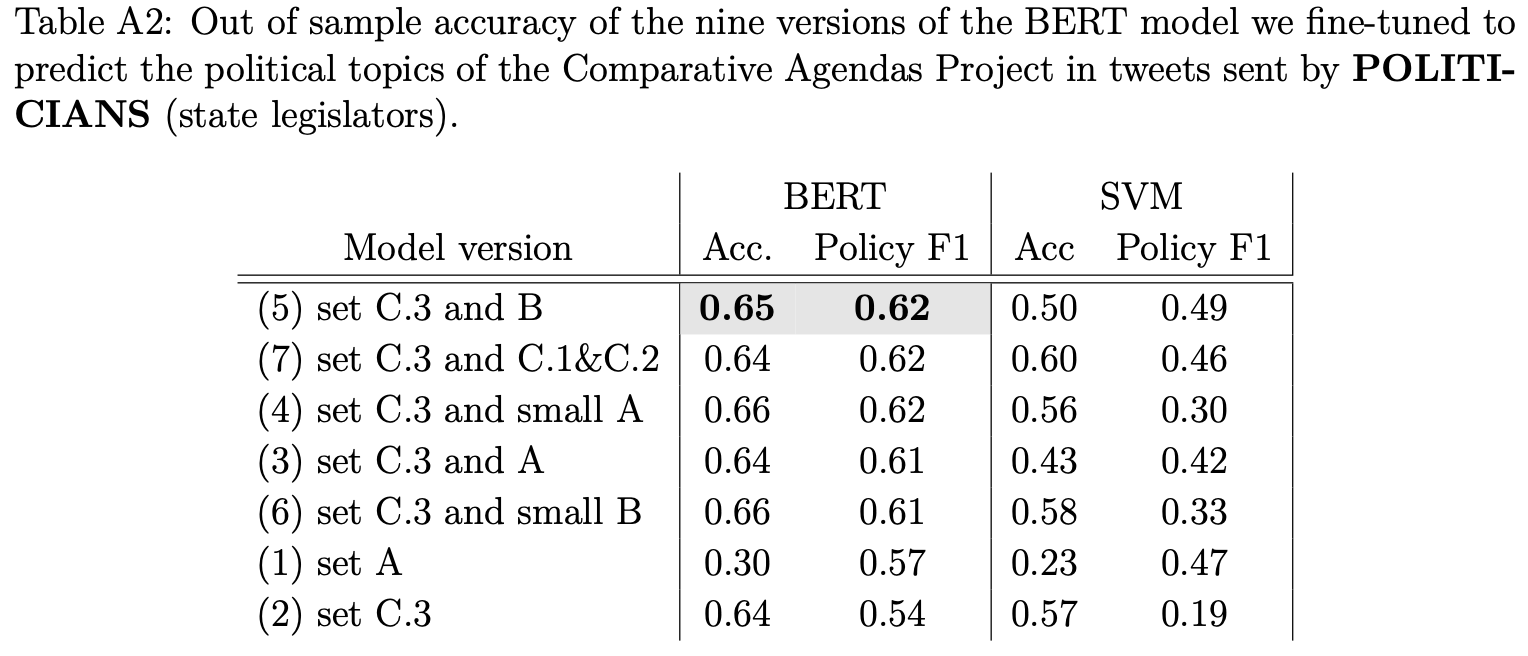 Table A2: Out of sample accuracy of the nine versions of the BERT model we fine-tuned to
predict the political topics of the Comparative Agendas Project in tweets sent by POLITI-
CIANS (state legislators).
BERT SVM
Model version Acc. Policy F1 Acc Policy F1
(5) set C.3 and B 0.65 0.62 0.50 0.49
(7) set C.3 and C.1&C.2 0.64 0.62 0.60 0.46
(4) set C.3 and small A 0.66 0.62 0.56 0.30
(3) set C.3 and A 0.64 0.61 0.43 0.42
(6) set C.3 and small B 0.66 0.61 0.58 0.33
(1) set A 0.30 0.57 0.23 0.47
(2) set C.3 0.64 0.54 0.57 0.19